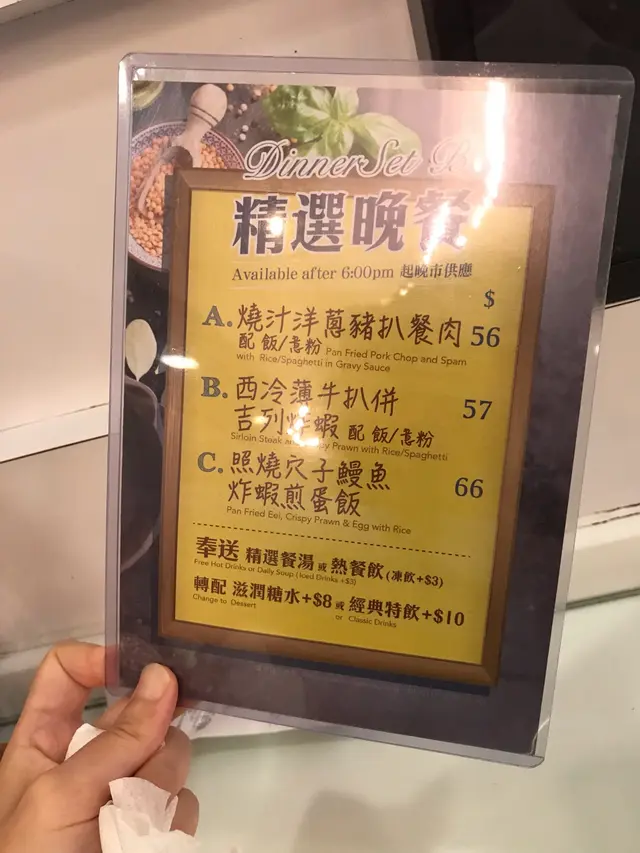 Dinner Set
精選晚餐
Available after 6:00pm 起晚市供應
$
A. 燒汁洋蔥豬扒餐肉 56
配 飯/意粉 Pan Fried Pork Chop and Spam
with Rice/Spaghetti in Gravy Sauce
B. 西冷薄牛扒併 57
吉列炸蝦 配 飯/意粉
Sirloin Steak Prawn with Rice/Spaghetti
C. 照燒穴子鰻魚 66
炸蝦煎蛋飯
Pan Fried Eel, Crispy Prawn & Egg with Rice
奉送 精選餐湯 或 熱餐飲 (凍飲+$3)
Free Hot Drinks or Daily Soup (Iced Drinks +$3)
轉配 滋潤糖水+$8 或 經典特飲+$10
Change to Dessert or Classic Drinks